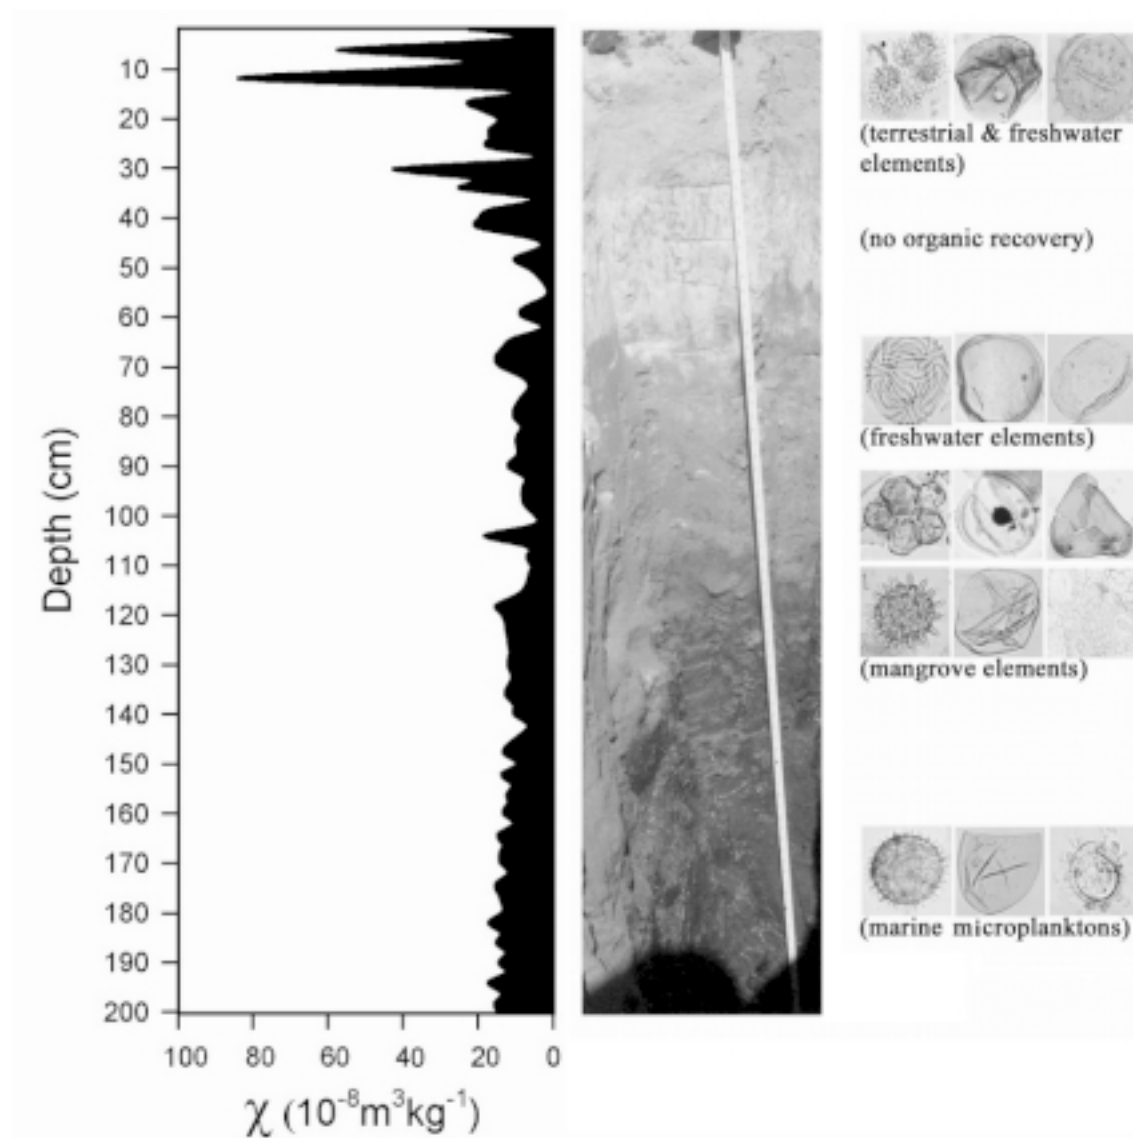 10
20
30
40
50
60
70
80
90
100
110
120
130
140
150
160
170
180
190
200
Depth (cm)
100 80 60 40 20 0
χ (10⁻⁸m³kg⁻¹)
(terrestrial & freshwater
elements)
(no organic recovery)
(freshwater elements)
(mangrove elements)
(marine microplanktons)